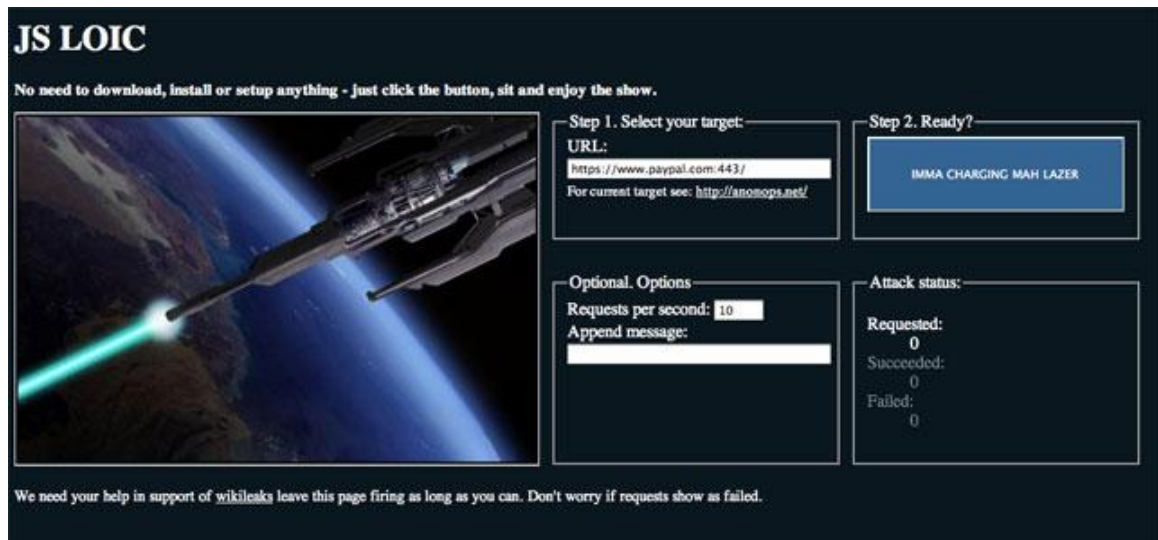 JS LOIC
No need to download, install or setup anything - just click the button, sit and enjoy the show.
Step 1. Select your target:
URL:
https://www.paypal.com:443/
For current target see: http://anonops.net/
Step 2. Ready?
IMMA CHARGING MAH LAZER
Optional. Options
Requests per second: 10
Append message:
Attack status:
Requested:
0
Succeeded:
0
Failed:
0
We need your help in support of wikileaks leave this page firing as long as you can. Don't worry if requests show as failed.